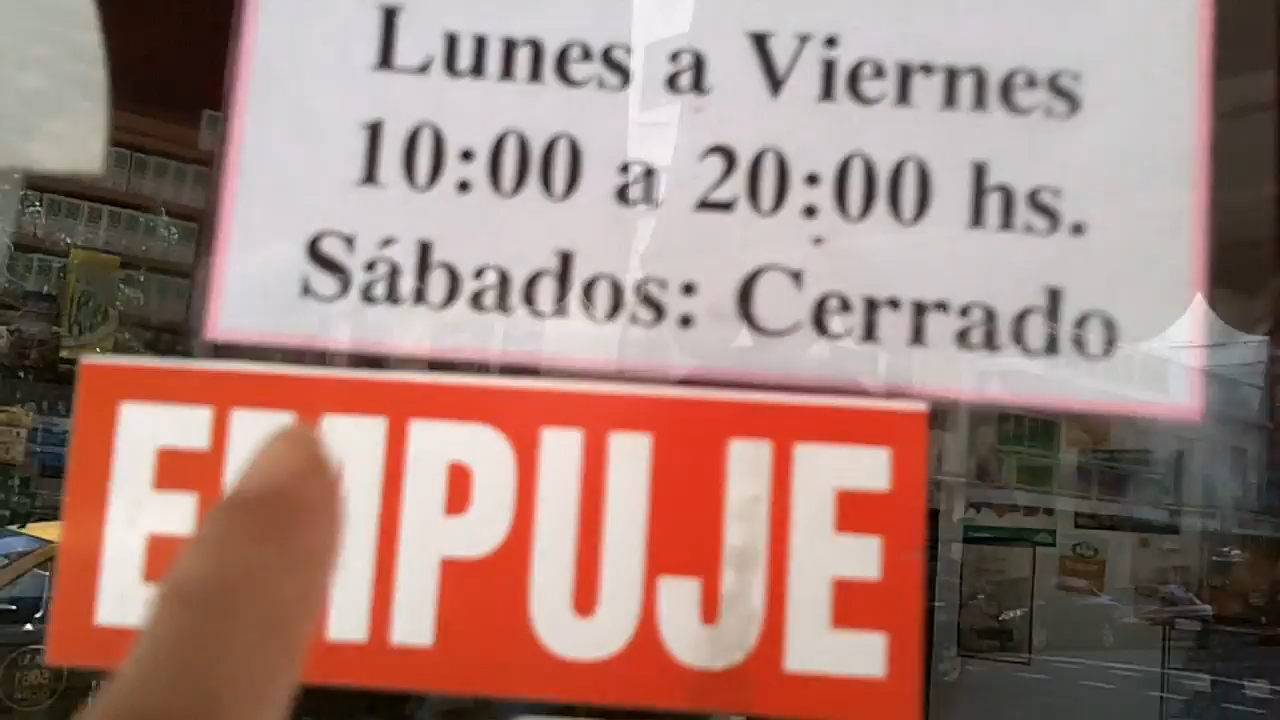 Lunes a Viernes
10:00 a 20:00 hs.
Sábados: Cerrado
EMPUJE